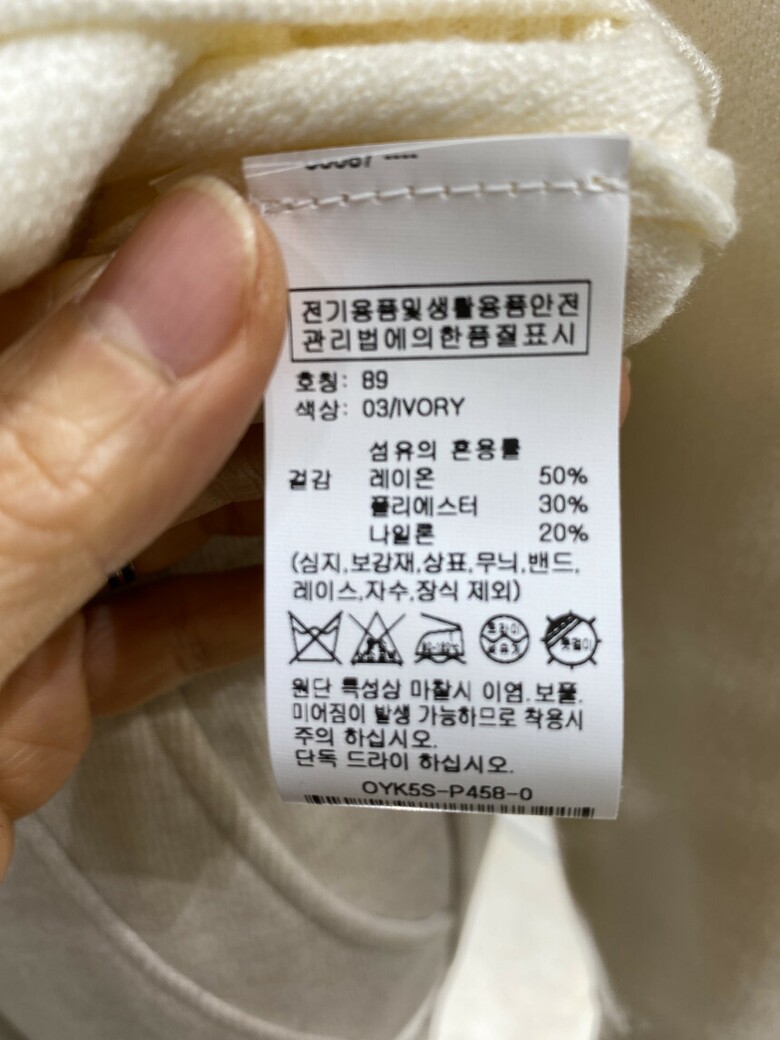 전기용품및생활용품안전
관리법에의한품질표시
호칭: 89
색상: 03/IVORY
섬유의 혼용률
겉감 레이온 50%
폴리에스터 30%
나일론 20%
(심지,보강재,상표,무늬,밴드,
레이스,자수,장식 제외)
드라이
옷걸이
원단 특성상 마찰시 이염.보풀.
미어짐이 발생 가능하므로 착용시
주의 하십시오.
단독 드라이 하십시오.
OYK5S-P458-0